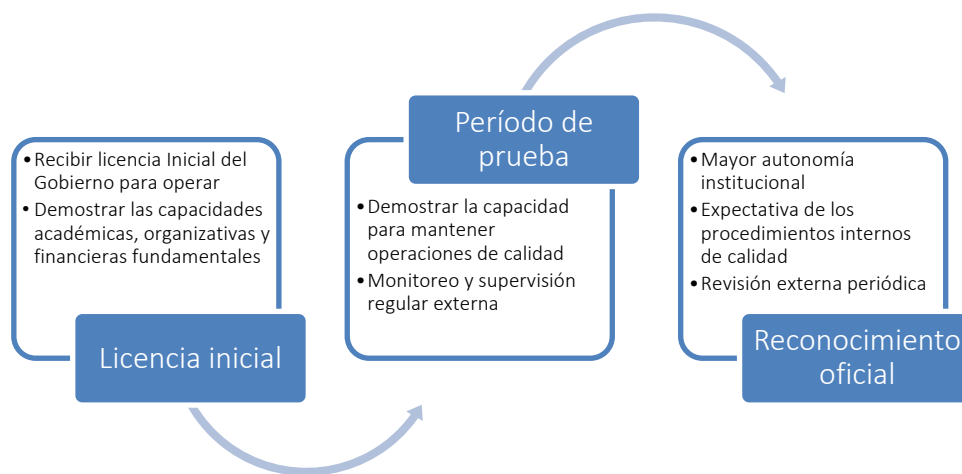 • Recibir licencia Inicial del
Gobierno para operar
• Demostrar las capacidades
académicas, organizativas y
financieras fundamentales
Licencia inicial
Período de
prueba
• Demostrar la capacidad
para mantener
operaciones de calidad
• Monitoreo y supervisión
regular externa
• Mayor autonomía
institucional
• Expectativa de los
procedimientos internos
de calidad
• Revisión externa periódica
Reconocimiento
oficial